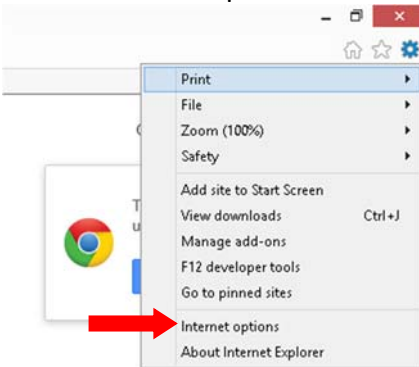 Print
File
Zoom (100%)
Safety
Add site to Start Screen
View downloads Ctrl+J
Manage add-ons
F12 developer tools
Go to pinned sites
Internet options
About Internet Explorer